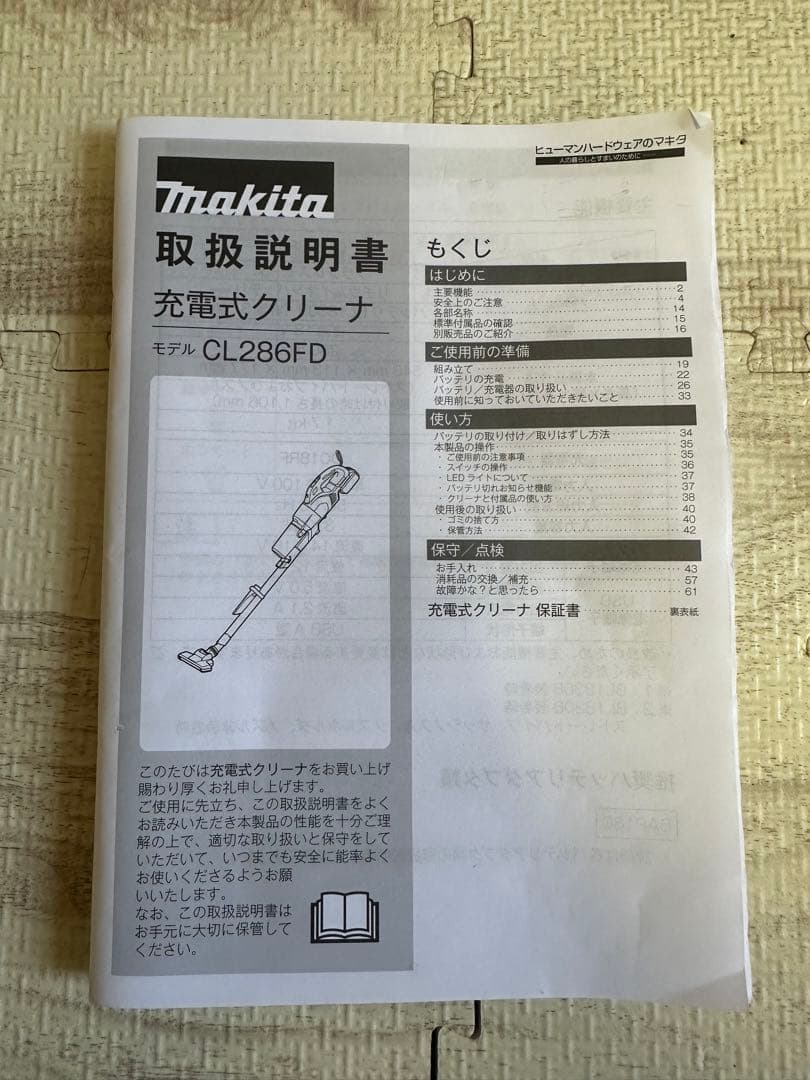 makita
取扱説明書
充電式クリーナ
モデル CL286FD
このたびは充電式クリーナをお買い上げ
賜わり厚くお礼申し上げます。
ご使用に先立ち、この取扱説明書をよく
お読みいただき本製品の性能を十分ご理
解の上で、適切な取り扱いと保守をして
いただいて、いつまでも安全に能率よく
お使いくださるようお願
いいたします。
なお、この取扱説明書は
お手元に大切に保管して
ください。
ヒューマンハードウェアのマキタ
人の暮らしとすまいのために
もくじ
はじめに
主要機能 2
安全上のご注意 4
各部名称 14
標準付属品の確認 15
別販売品のご紹介 16
ご使用前の準備
組み立て 19
バッテリの充電 22
バッテリ/充電器の取り扱い 26
使用前に知っておいていただきたいこと 33
使い方
バッテリの取り付け/取りはずし方法 34
本製品の操作 35
・ご使用前の注意事項 35
・スイッチの操作 36
・LEDライトについて 37
・バッテリ切れお知らせ機能 37
・クリーナと付属品の使い方 38
使用後の取り扱い 40
・ゴミの捨て方 40
・保管方法 42
保守/点検
お手入れ 43
消耗品の交換/補充 57
故障かな?と思ったら 61
充電式クリーナ 保証書 裏表紙